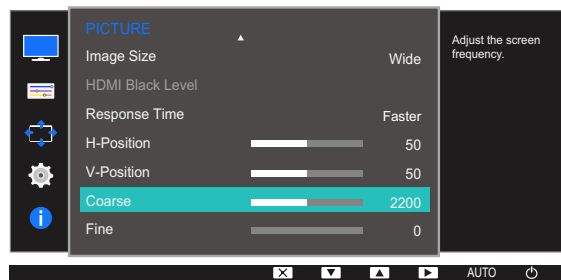 PICTURE
Image Size Wide
HDMI Black Level
Response Time Faster
H-Position 50
V-Position 50
Coarse 2200
Fine 0
Adjust the screen
frequency.
AUTO